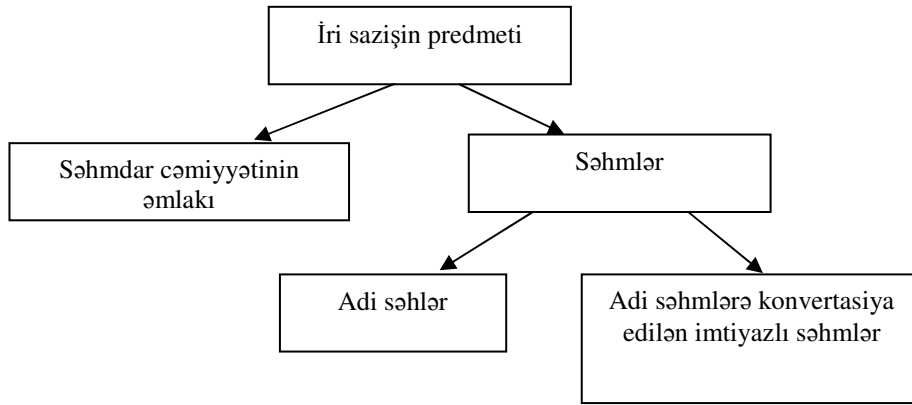 İri sazişin predmeti
Səhmdar cəmiyyətinin
əmlakı
Səhmlər
Adi səhlər
Adi səhmlərə konvertasiya
edilən imtiyazlı səhmlər